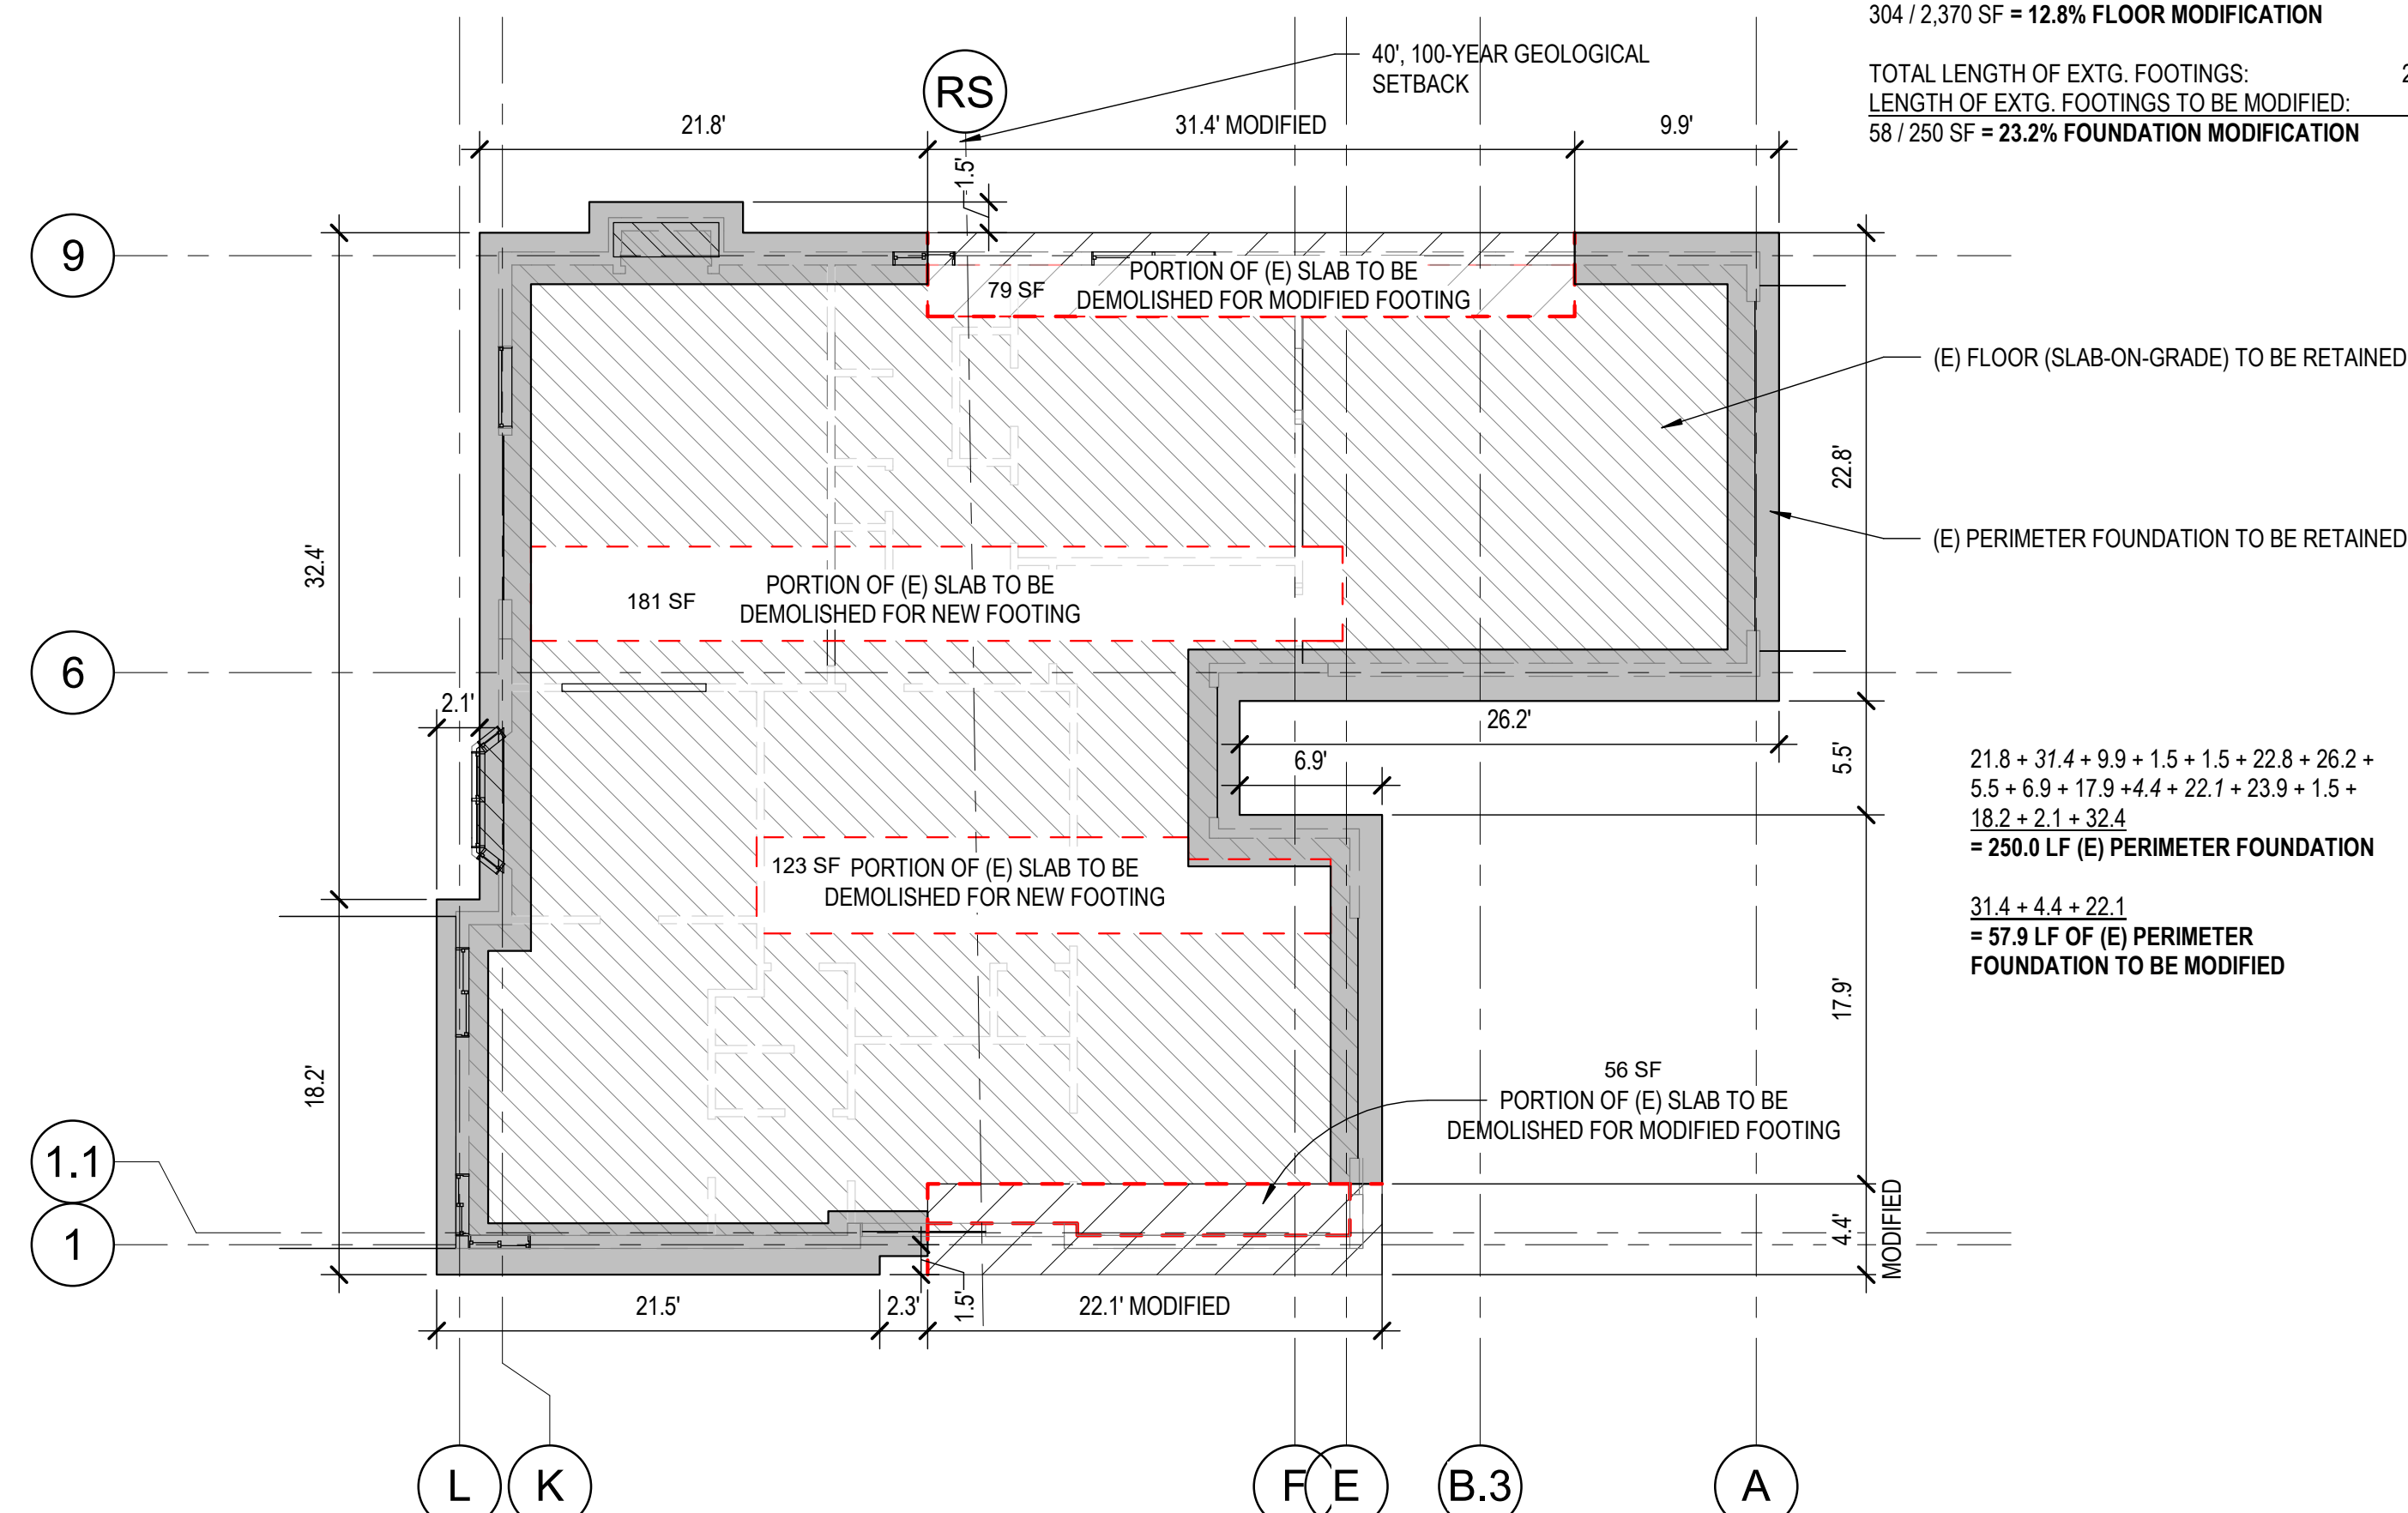 304 / 2,370 SF = 12.8% FLOOR MODIFICATION
TOTAL LENGTH OF EXTG. FOOTINGS: 2
LENGTH OF EXTG. FOOTINGS TO BE MODIFIED:
58 / 250 SF = 23.2% FOUNDATION MODIFICATION
40', 100-YEAR GEOLOGICAL
SETBACK
RS
21.8'
31.4' MODIFIED
9.9'
1.5'
9
PORTION OF (E) SLAB TO BE
DEMOLISHED FOR MODIFIED FOOTING
79 SF
(E) FLOOR (SLAB-ON-GRADE) TO BE RETAINED
22.8'
(E) PERIMETER FOUNDATION TO BE RETAINED
32.4'
181 SF
PORTION OF (E) SLAB TO BE
DEMOLISHED FOR NEW FOOTING
6
2.1'
26.2'
6.9'
5.5'
21.8 + 31.4 + 9.9 + 1.5 + 1.5 + 22.8 + 26.2 +
5.5 + 6.9 + 17.9 +4.4 + 22.1 + 23.9 + 1.5 +
18.2 + 2.1 + 32.4
= 250.0 LF (E) PERIMETER FOUNDATION
31.4 + 4.4 + 22.1
= 57.9 LF OF (E) PERIMETER
FOUNDATION TO BE MODIFIED
123 SF
PORTION OF (E) SLAB TO BE
DEMOLISHED FOR NEW FOOTING
17.9'
18.2'
56 SF
PORTION OF (E) SLAB TO BE
DEMOLISHED FOR MODIFIED FOOTING
1.1
1
4.4'
MODIFIED
21.5'
2.3'
1.5'
22.1' MODIFIED
L
K
F
E
B.3
A